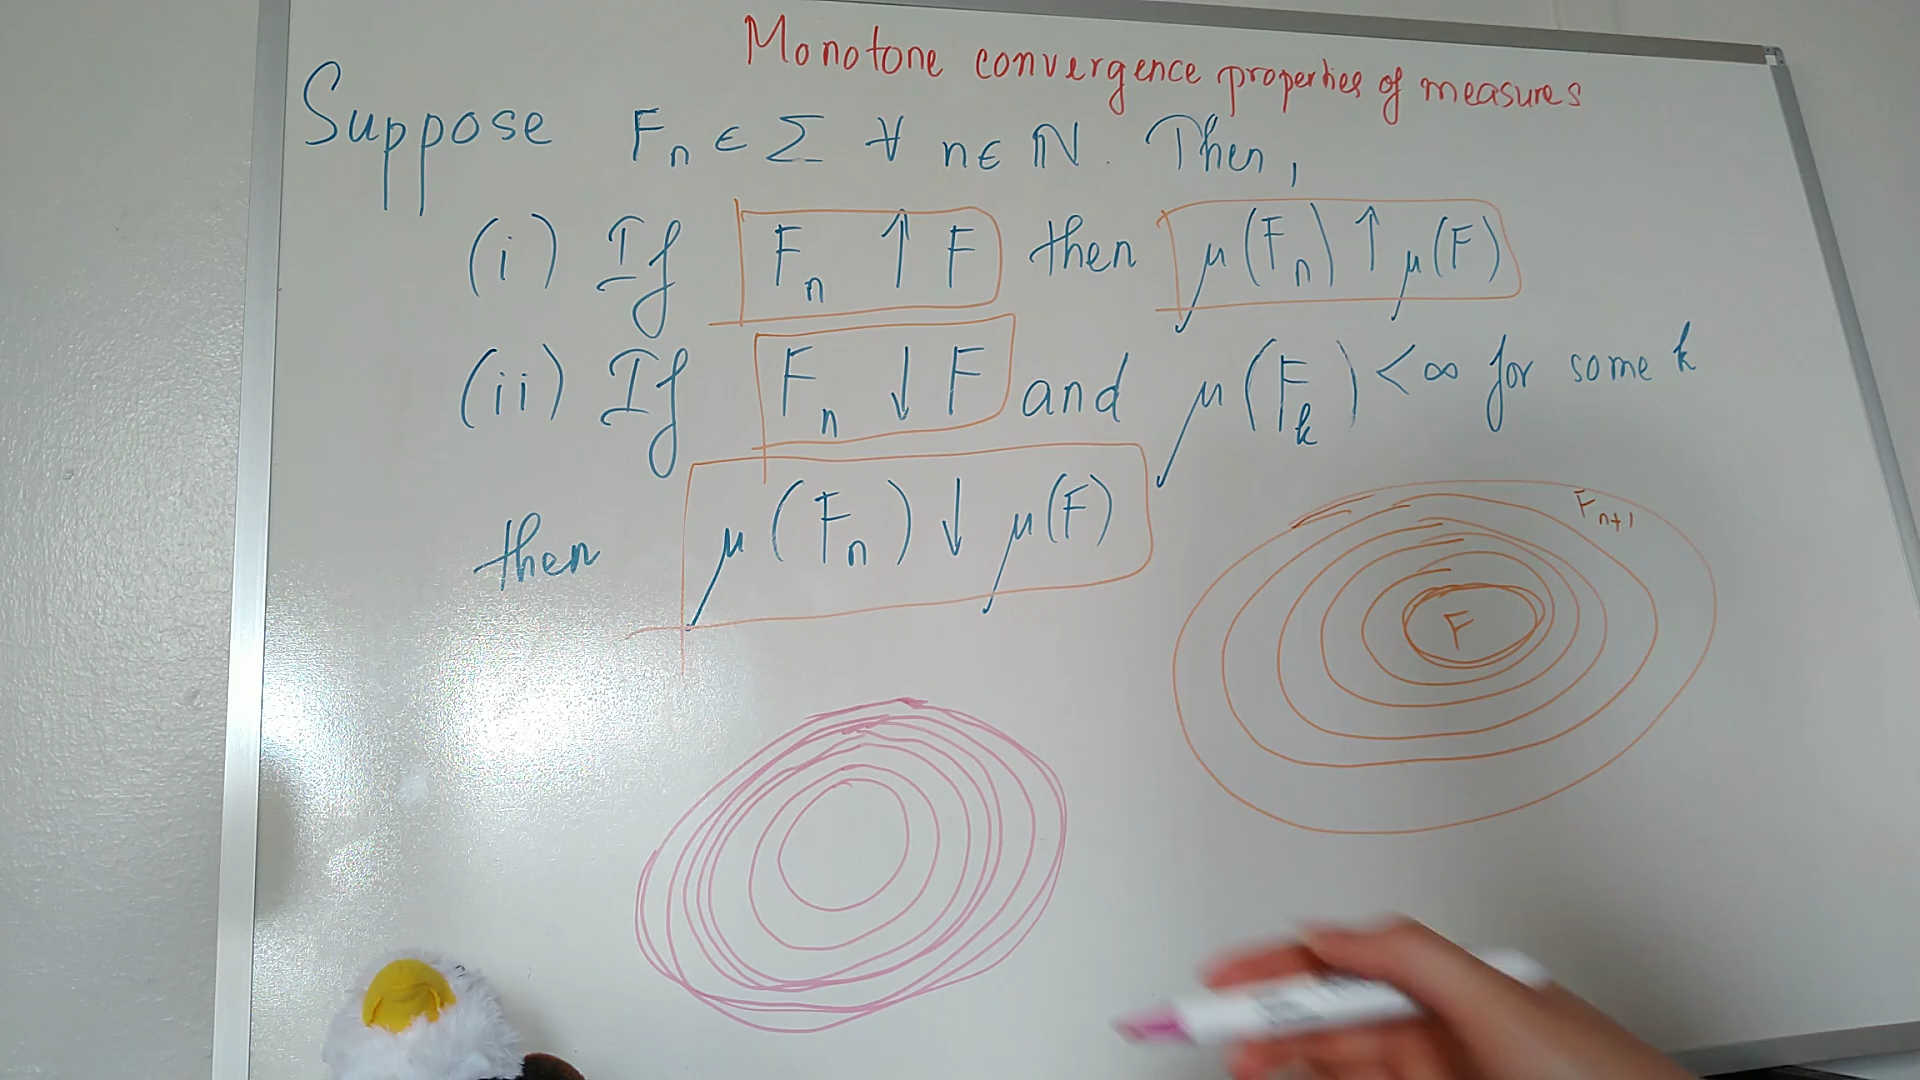 Monotone convergence properties of measures
Suppose Fₙ ∈ Σ ∀ n ∈ ℕ. Then,
(i) If Fₙ ↑ F then μ(Fₙ) ↑ μ(F)
(ii) If Fₙ ↓ F and μ(Fₖ) < ∞ for some k
then μ(Fₙ) ↓ μ(F)
Fₙ₊₁
F